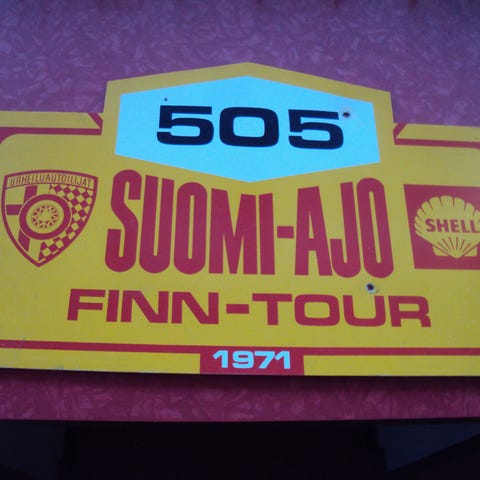 505
URHEILUAUTOILIJAT
SUOMI-AJO
SHELL
FINN-TOUR
1971